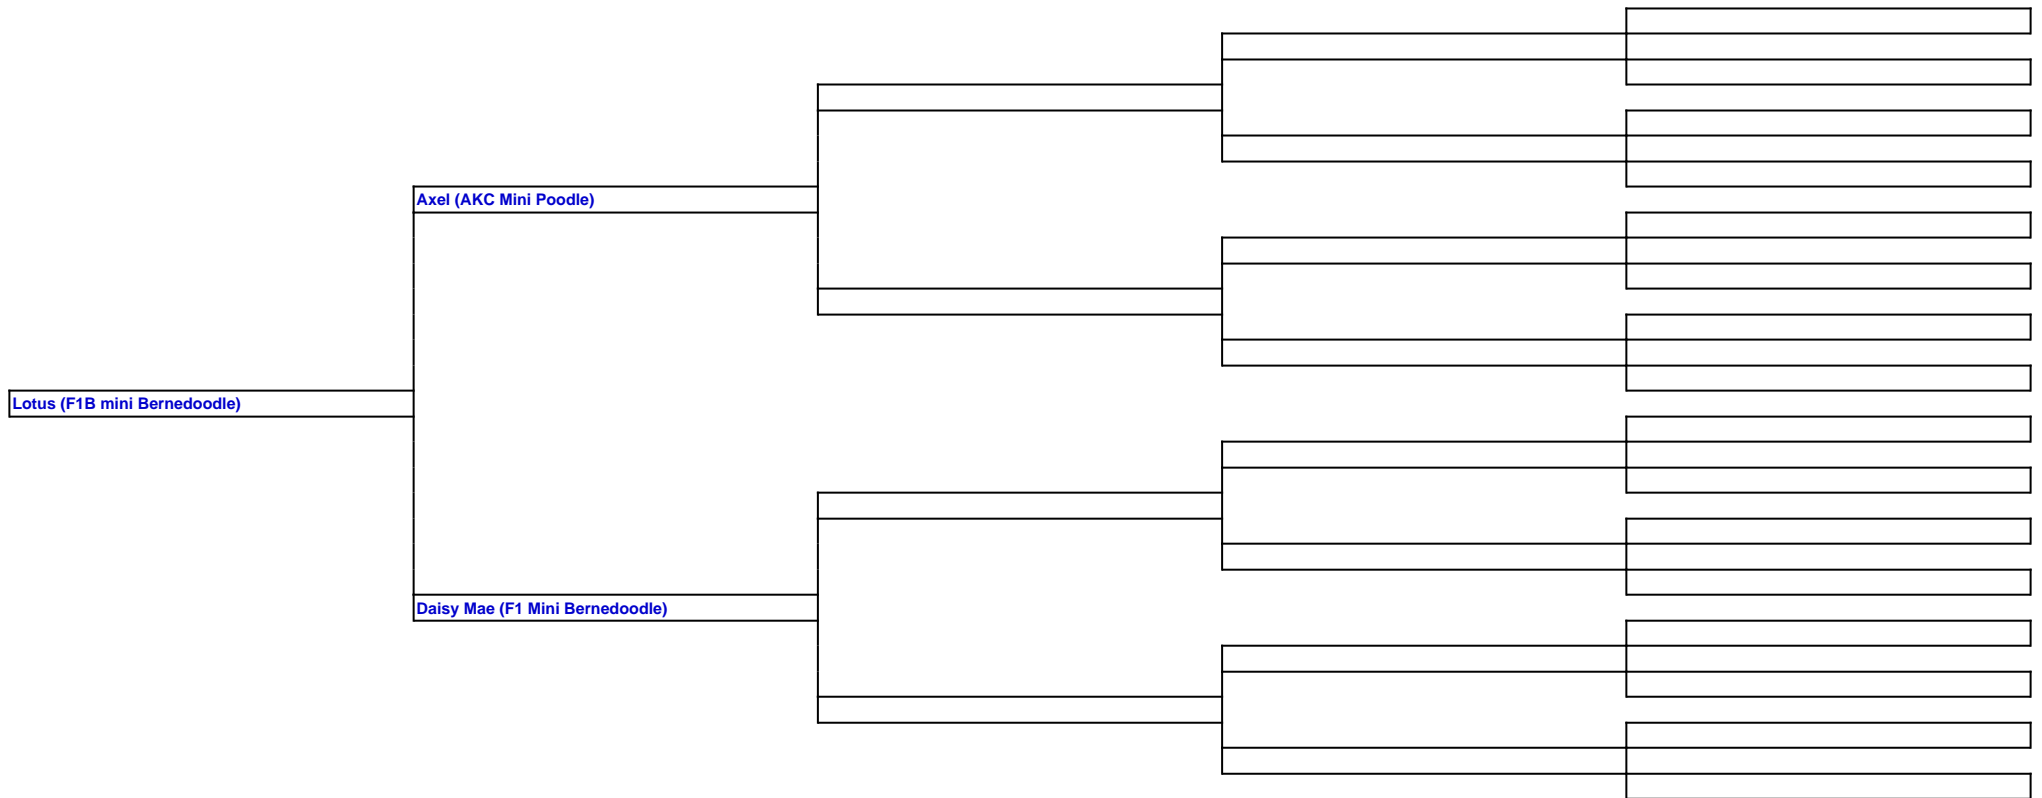 Axel (AKC Mini Poodle)
Lotus (F1B mini Bernedoodle)
Daisy Mae (F1 Mini Bernedoodle)